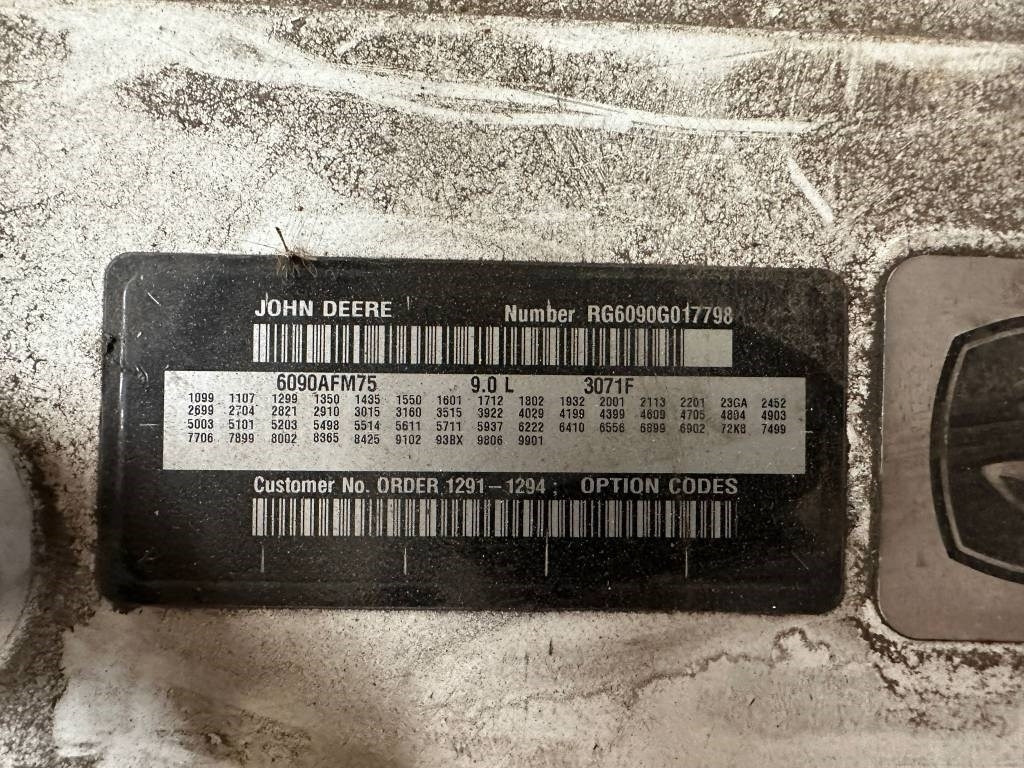 JOHN DEERE Number RG6090G017798
6090AFM75 9.0 L 3071F
1099 1107 1299 1350 1435 1550 1601 1712 1802 1932 2001 2113 2201 23GA 2452
2699 2704 2821 2910 3015 3160 3515 3922 4029 4199 4399 4609 4705 4804 4903
5003 5101 5203 5498 5514 5611 5711 5937 6222 6410 6556 6899 6902 72K8 7499
7706 7899 8002 8365 8425 9102 93BX 9806 9901
Customer No. ORDER 1291-1294 ; OPTION CODES